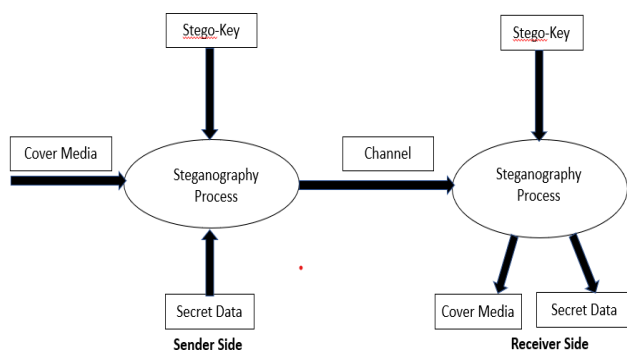 Stego-Key
Stego-Key
Cover Media
Channel
Steganography
Process
Steganography
Process
Secret Data
Cover Media
Secret Data
Sender Side
Receiver Side